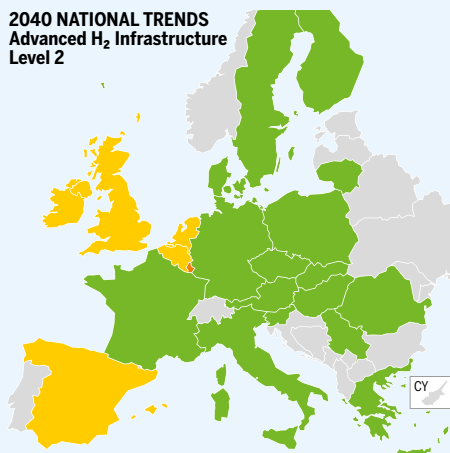 2040 NATIONAL TRENDS
Advanced H₂ Infrastructure
Level 2
CY